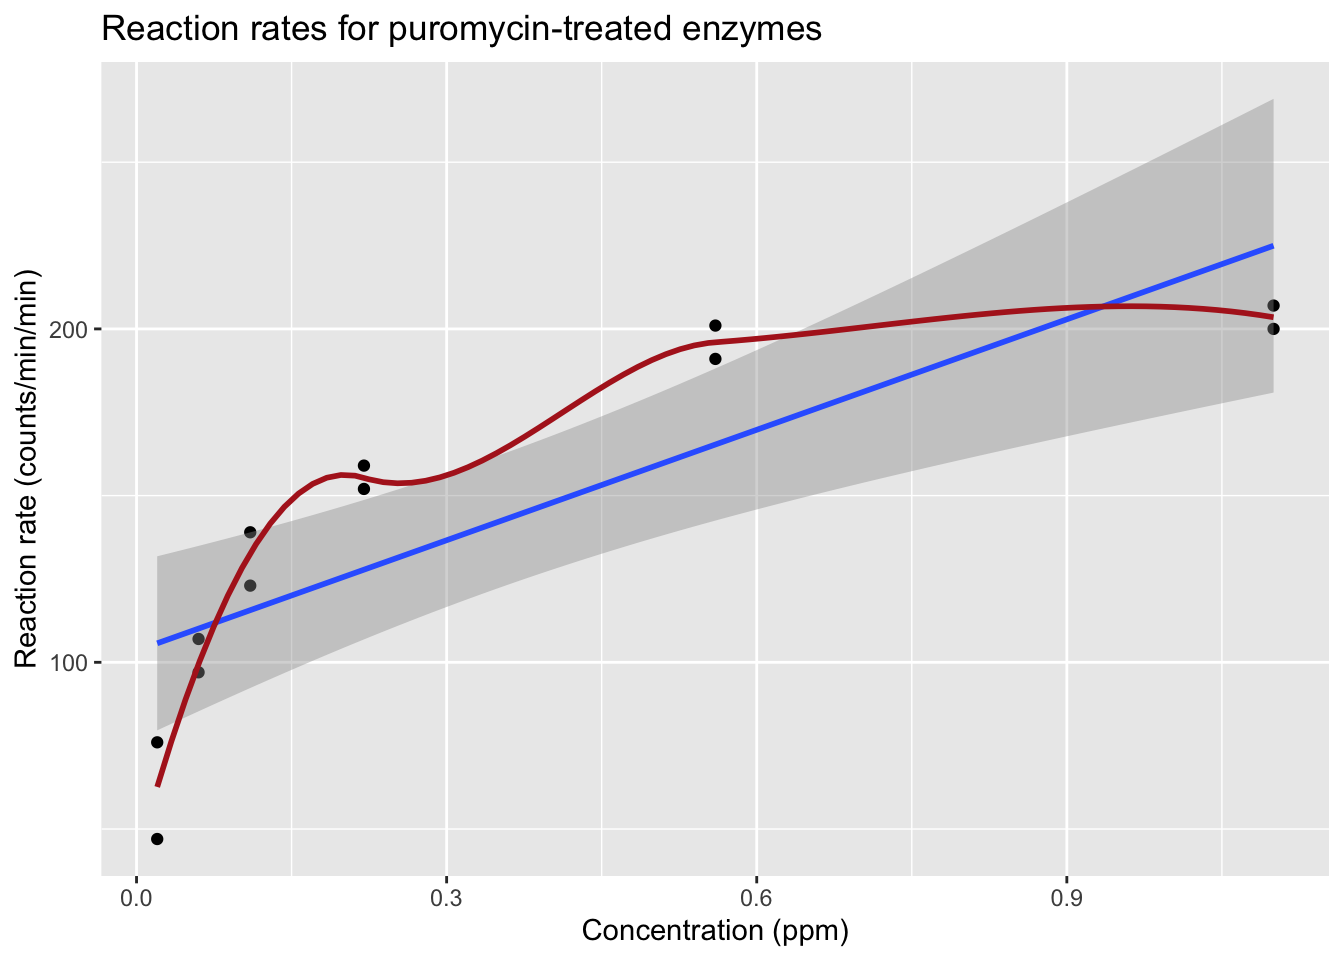 Reaction rates for puromycin-treated enzymes
Reaction rate (counts/min/min)
200
100
0.0
0.3
0.6
0.9
Concentration (ppm)